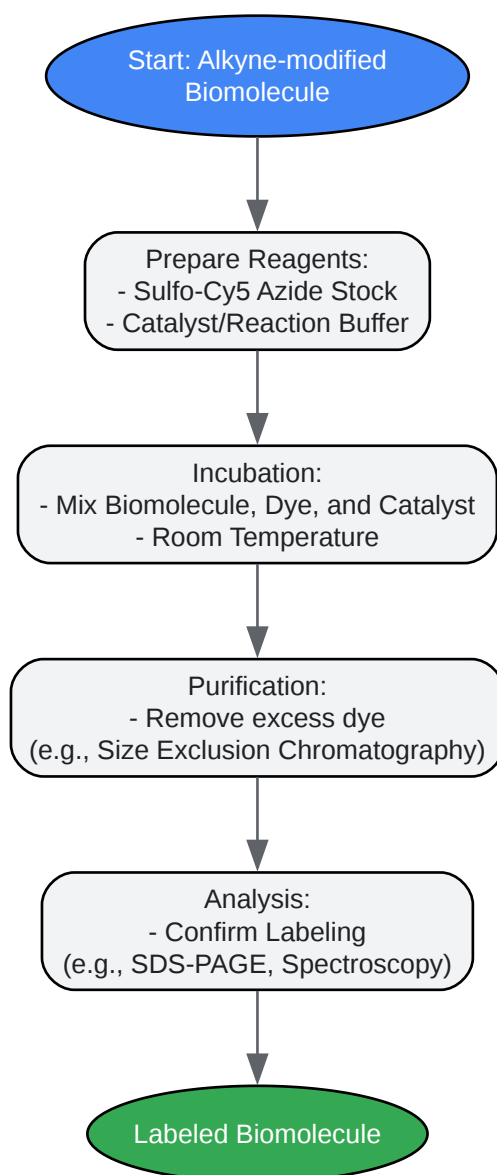 Start: Alkyne-modified
Biomolecule
Prepare Reagents:
- Sulfo-Cy5 Azide Stock
- Catalyst/Reaction Buffer
Incubation:
- Mix Biomolecule, Dye, and Catalyst
- Room Temperature
Purification:
- Remove excess dye
(e.g., Size Exclusion Chromatography)
Analysis:
- Confirm Labeling
(e.g., SDS-PAGE, Spectroscopy)
Labeled Biomolecule